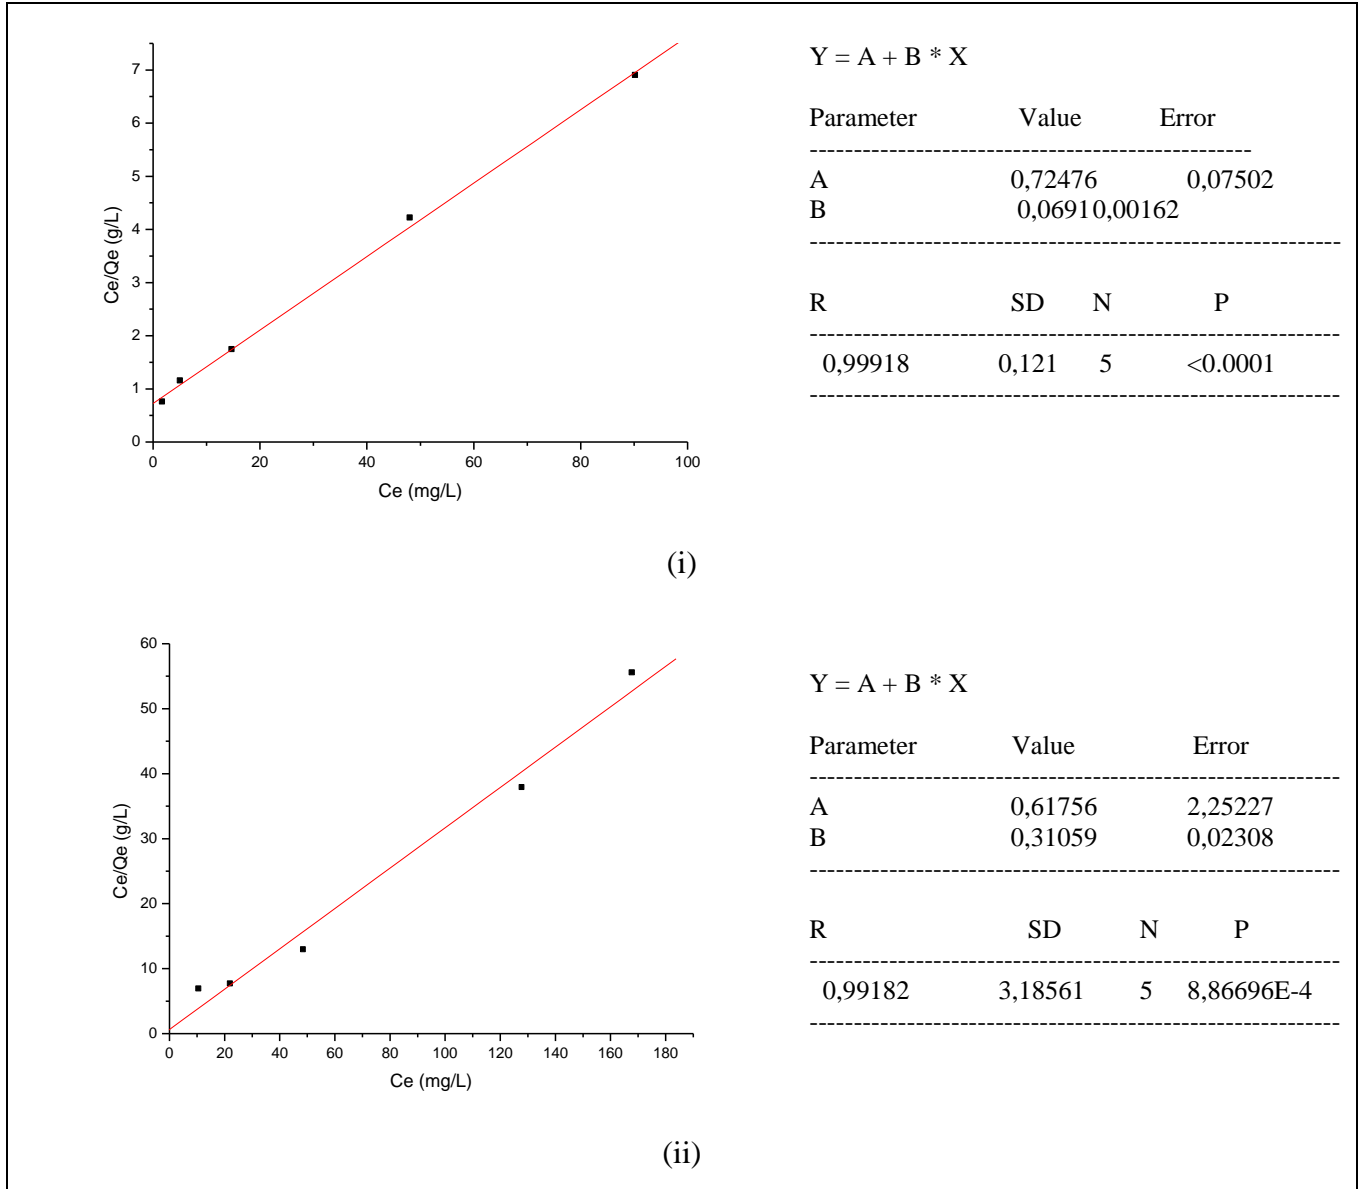 Y = A + B * X
Parameter Value Error
------------------------------------------------
A 0,72476 0,07502
B 0,06910,00162
------------------------------------------------
R SD N P
------------------------------------------------
0,99918 0,121 5 <0.0001
------------------------------------------------
Ce/Qe (g/L)
7
6
5
4
3
2
1
0
0 20 40 60 80 100
Ce (mg/L)
(i)
Y = A + B * X
Parameter Value Error
------------------------------------------------
A 0,61756 2,25227
B 0,31059 0,02308
------------------------------------------------
R SD N P
------------------------------------------------
0,99182 3,18561 5 8,86696E-4
------------------------------------------------
Ce/Qe (g/L)
60
50
40
30
20
10
0
0 20 40 60 80 100 120 140 160 180
Ce (mg/L)
(ii)